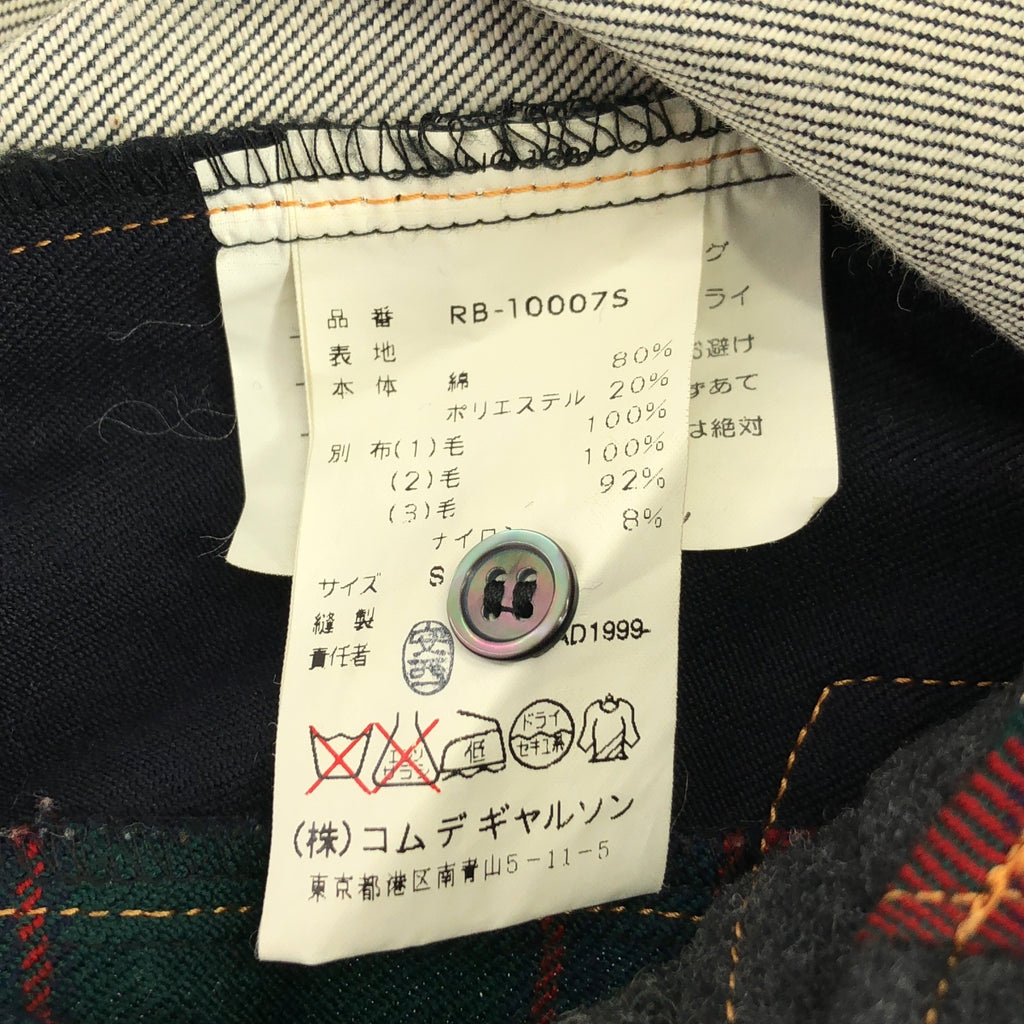 品番 RB-10007S
表地
本体 綿 80%
ポリエステル 20%
別布(1)毛 100%
(2)毛 100%
(3)毛 92%
8%
サイズ S
縫製
責任者 AD1999
低
ドライ
セキユ系
(株)コムデギャルソン
東京都港区南青山5-11-5
グ
ライ
避け
ずあて
は絶対